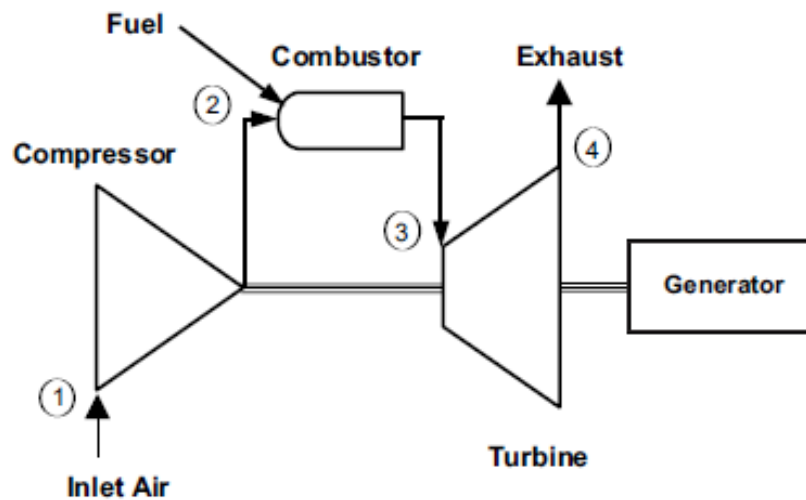 Fuel
Combustor
Exhaust
2
Compressor
4
3
Generator
1
Turbine
Inlet Air